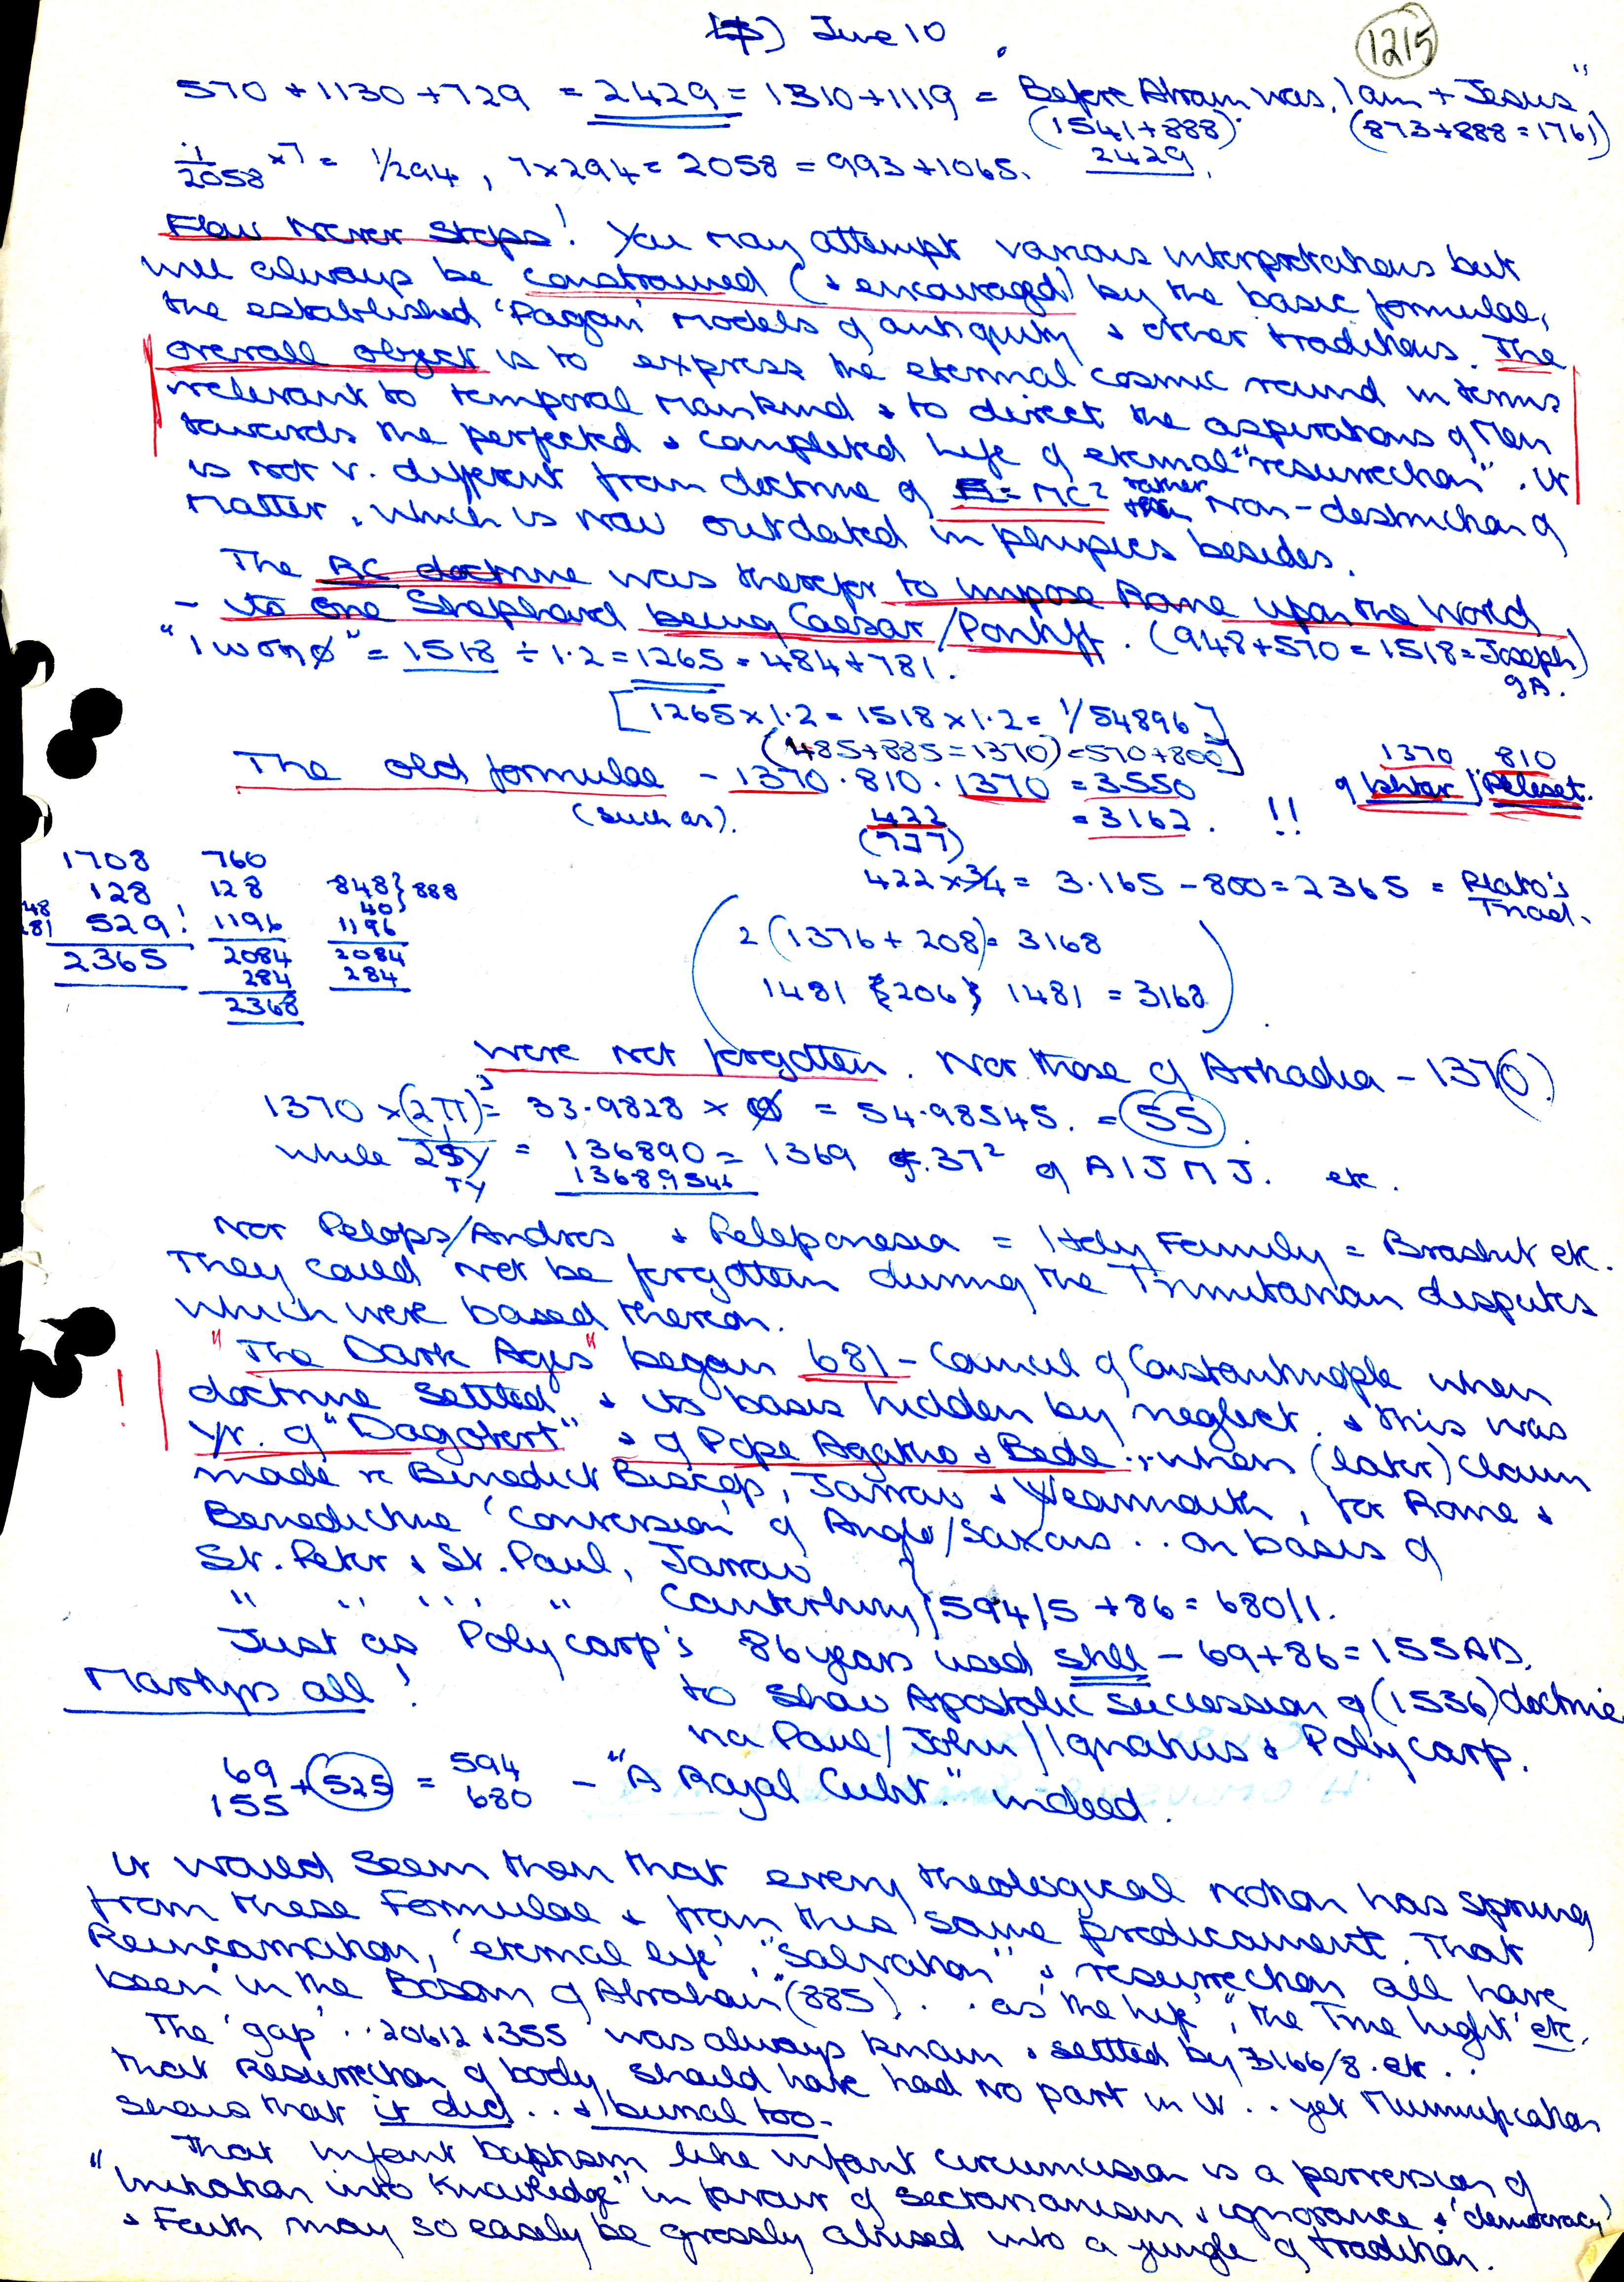 June 10
1215
570 + 1130 + 729 = 2429 = 1310 + 1119 = Before Abram was, I am + Jesus"
(1541 + 888). (873 + 888 = 1761)
2429.
1/2058 x 7 = 1/294, 7 x 294 = 2058 = 993 + 1065.
Flow Never Stops! You may attempt various interpretations but
will always be constrained (& encouraged) by the basic formulae,
the established 'Pagan' models of antiquity & other traditions. The
overall object is to express the eternal cosmic round in terms
relevant to temporal mankind & to direct the aspirations of Men
towards the perfected & completed life of eternal "resurrection". It
is not v. different from doctrine of E = MC² rather than Non-destruction of
matter, which is now outdated in physics besides.
The RC doctrine was therefor to impose Rome upon the World
- its one Shepherd being Caesar/Pontiff. (948 + 570 = 1518 = Joseph)
gA.
= 1518 ÷ 1.2 = 1265 = 484 + 781.
[1265 x 1.2 = 1518 x 1.2 = 1/54896]
(485 + 885 = 1370) = 570 + 800]
The old formulae - 1370 . 810 . 1370 = 3550
(such as). 422 = 3162. !!
1370 810
of Ishtar / Peleset.
422 x 3/4 = 3.165 - 800 = 2365 = Plato's
Triad.
1708 760
128 128 848} 888
40
529! 1196 1196
2365 2084 2084
284 284
2368
2 (1376 + 208) = 3168
1481 {206} 1481 = 3168
were not forgotten. Nor those of Arkadia - 1370.
1370 x (2π)³ = 33.9828 x Ø = 54.98545. = 55.
while = 136890 = 1369 of 37² of A I J M J. etc.
136.89546
Nor Pelops/Andros & Peleponesia = Holy Family = Brashit etc.
They could not be forgotten during the Trinitarian disputes
which were based thereon.
"The Dark Ages" began 681 - Council of Constantinople when
doctrine settled & its basis hidden by neglect. & this was
yr. of "Dagobert" & of Pope Agatho & Bede ... when (later) claim
made re Benedict Biscop, Jarrow & Wearmouth, for Rome &
Benedictine 'conversion' of Anglo/Saxons .. on basis of
St. Peter & St. Paul, Jarrow
" " " " Canterbury } 594/5 + 86 = 680/1.
Just as Polycarp's 86 years used still - 69 + 86 = 155 AD.
Martyrs all! to show Apostolic succession of (1536) doctrine
via Paul/John/Ignatius & Polycarp.
69 + 525 = 594 - "A Royal Cubit." indeed.
155 680
It would seem then that every theological notion has sprung
from these Formulae & from this same predicament. That
Reincarnation, 'eternal life', "Salvation" & resurrection all have
been "in the Bosom of Abraham" (885) .. as 'the life', "the True Light" etc.
The 'gap' .. 20612 & 355 was always known & settled by 3166/8. etc ..
that Resurrection of body should have had no part in it .. yet Mummification
shows that it did .. & burial too.
That infant baptism like infant circumcision is a perversion of
"Initiation into Knowledge" in favour of sectarianism & ignorance & 'democracy'
& Faith may so easily be grossly abused into a jungle of tradition.